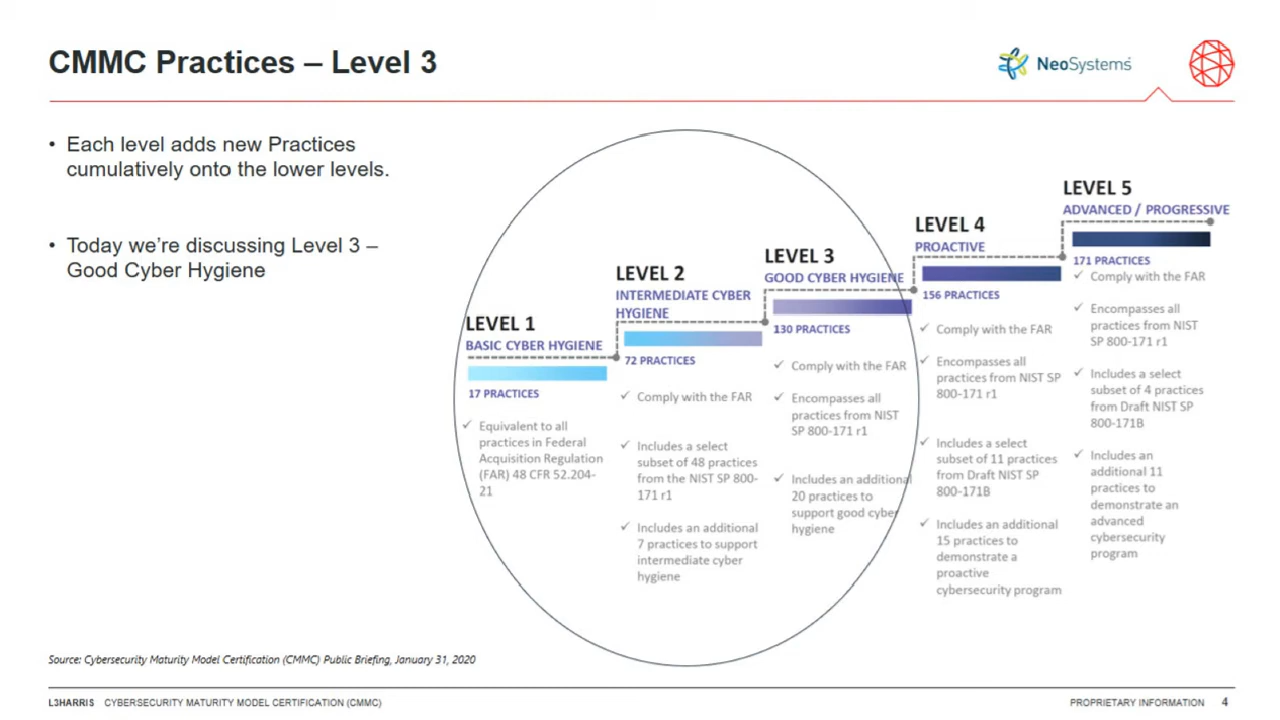 CMMC Practices – Level 3
NeoSystems
• Each level adds new Practices
cumulatively onto the lower levels.
• Today we're discussing Level 3 –
Good Cyber Hygiene
LEVEL 1
BASIC CYBER HYGIENE
17 PRACTICES
✓ Equivalent to all
practices in Federal
Acquisition Regulation
(FAR) 48 CFR 52.204-
21
LEVEL 2
INTERMEDIATE CYBER
HYGIENE
72 PRACTICES
✓ Comply with the FAR
✓ Includes a select
subset of 48 practices
from the NIST SP 800-
171 r1
✓ Includes an additional
7 practices to support
intermediate cyber
hygiene
LEVEL 3
GOOD CYBER HYGIENE
130 PRACTICES
✓ Comply with the FAR
✓ Encompasses all
practices from NIST
SP 800-171 r1
✓ Includes an additional
20 practices to
support good cyber
hygiene
LEVEL 4
PROACTIVE
156 PRACTICES
✓ Comply with the FAR
✓ Encompasses all
practices from NIST SP
800-171 r1
✓ Includes a select
subset of 11 practices
from Draft NIST SP
800-171B
✓ Includes an additional
15 practices to
demonstrate a
proactive
cybersecurity program
LEVEL 5
ADVANCED / PROGRESSIVE
171 PRACTICES
✓ Comply with the FAR
✓ Encompasses all
practices from NIST
SP 800-171 r1
✓ Includes a select
subset of 4 practices
from Draft NIST SP
800-171B
✓ Includes an
additional 11
practices to
demonstrate an
advanced
cybersecurity
program
Source: Cybersecurity Maturity Model Certification (CMMC) Public Briefing, January 31, 2020
L3HARRIS CYBERSECURITY MATURITY MODEL CERTIFICATION (CMMC)
PROPRIETARY INFORMATION 4